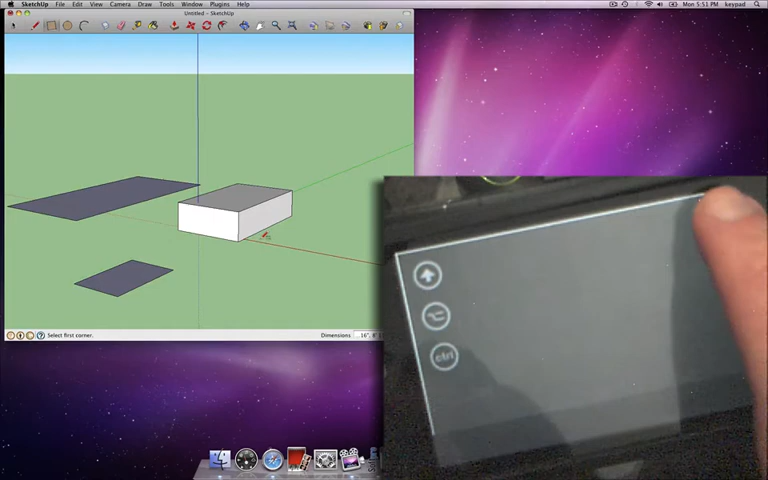 SketchUp File Edit View Camera Draw Tools Window Plugins Help
Mon 5:51 PM keypad
Untitled - SketchUp
Select first corner.
Dimensions
ctrl